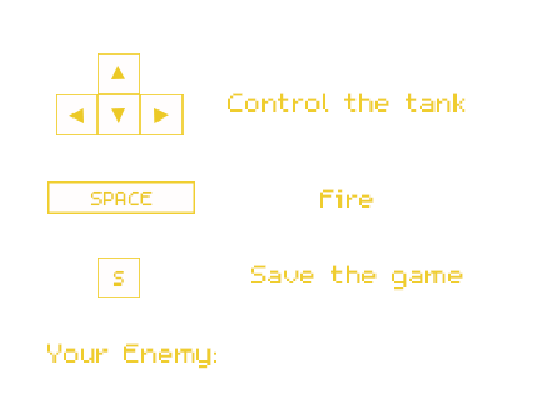 ▲
◀ ▼ ▶ Control the tank
SPACE fire
S Save the game
Your Enemy: